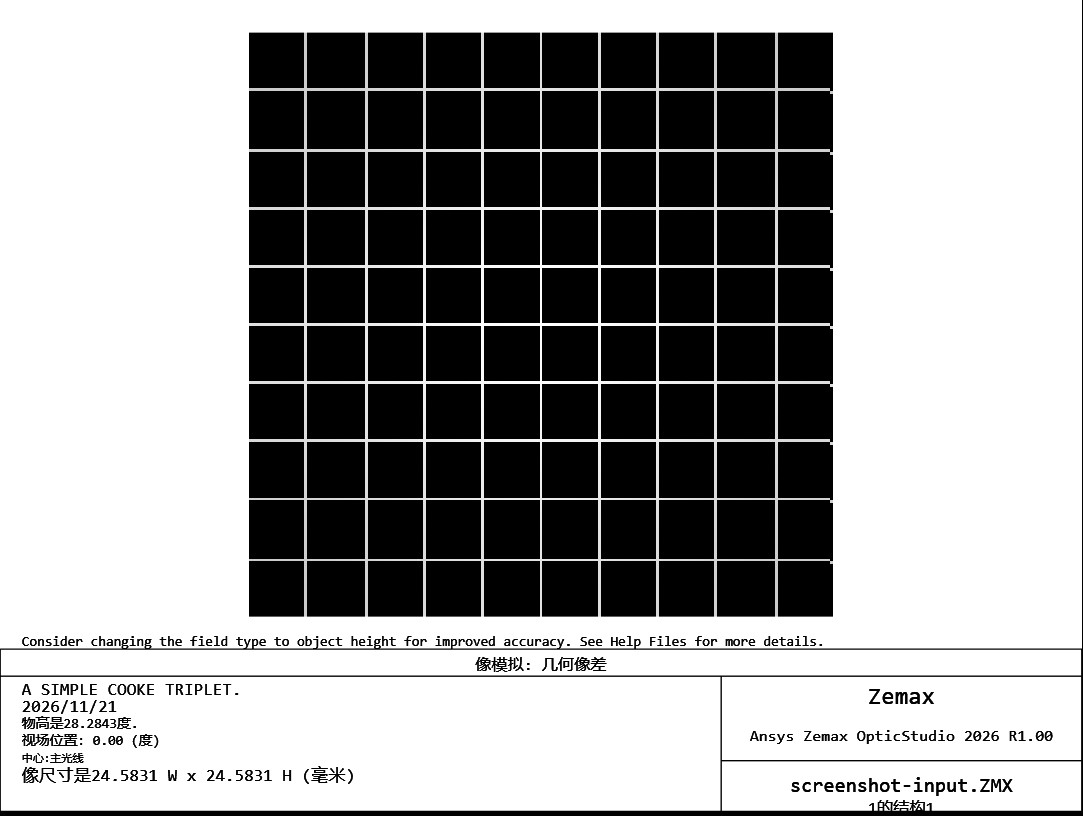 Consider changing the field type to object height for improved accuracy. See Help Files for more details.
像模拟: 几何像差
A SIMPLE COOKE TRIPLET.
2026/11/21
物高是28.2843度.
视场位置: 0.00 (度)
中心:主光线
像尺寸是24.5831 W x 24.5831 H (毫米)
Zemax
Ansys Zemax OpticStudio 2026 R1.00
screenshot-input.ZMX
1的结构1